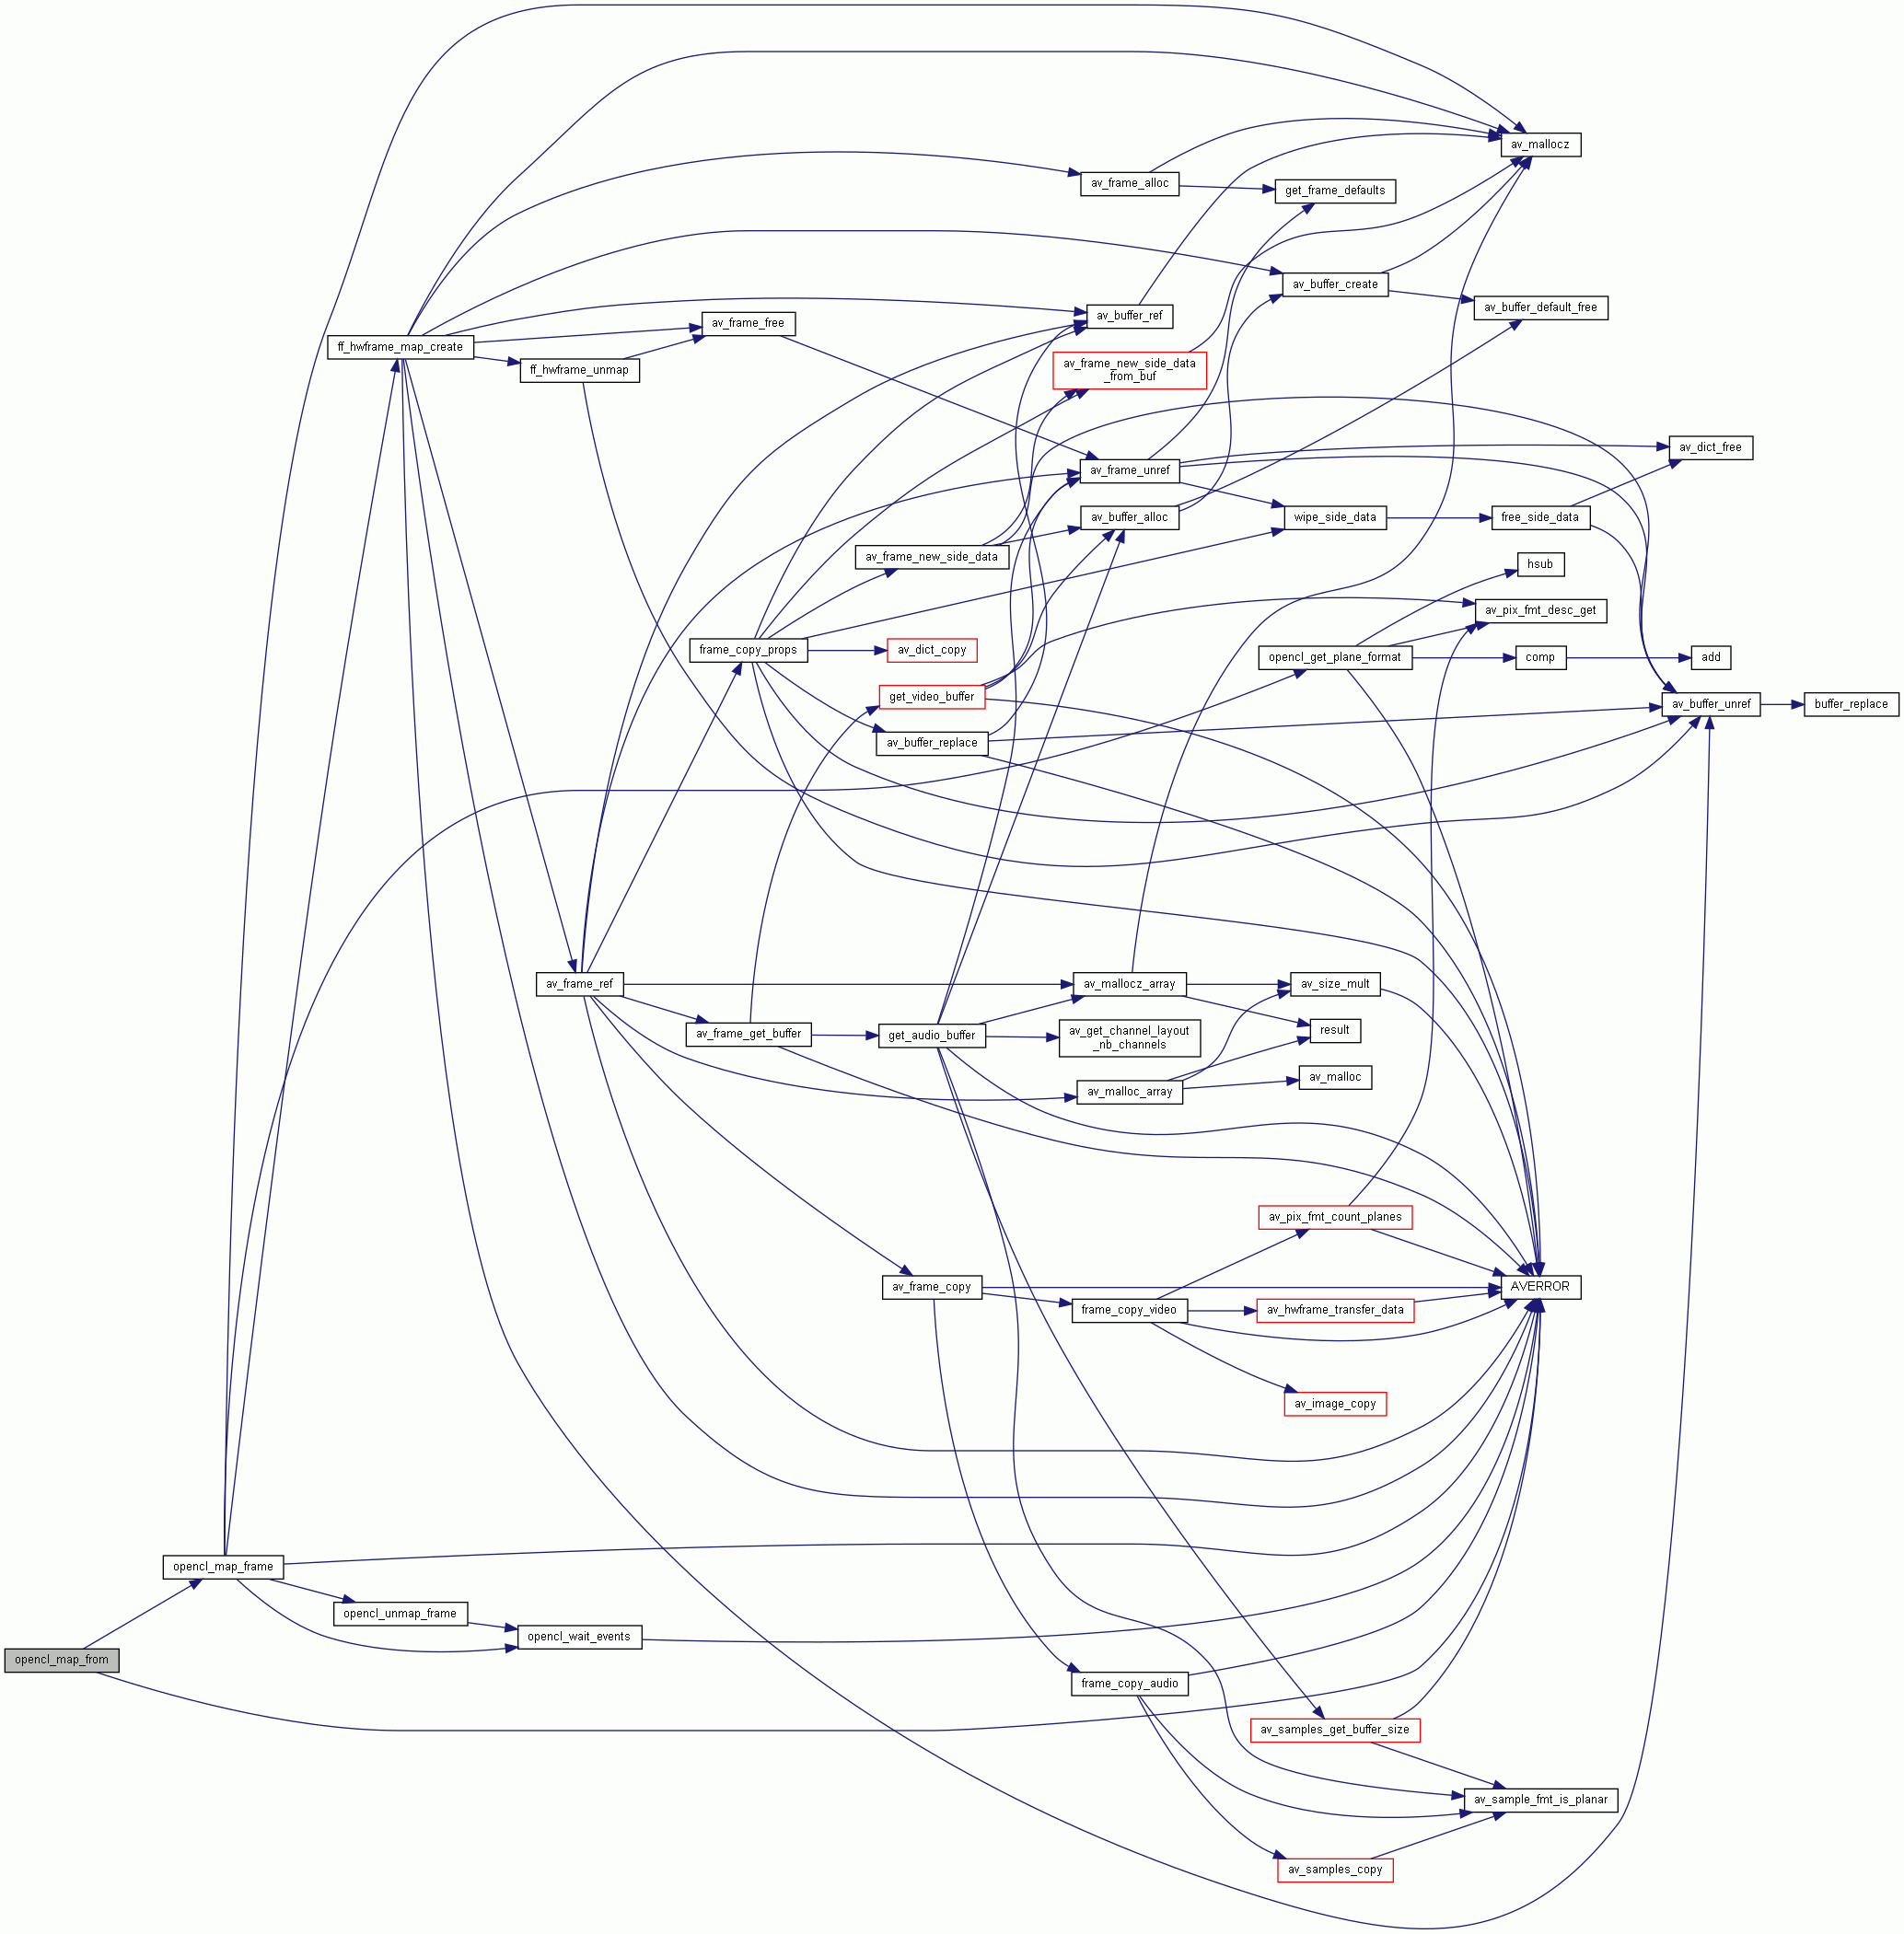 av_mallocz
av_frame_alloc
get_frame_defaults
av_buffer_create
av_buffer_default_free
av_buffer_ref
av_frame_free
ff_hwframe_map_create
ff_hwframe_unmap
av_frame_new_side_data
_from_buf
av_dict_free
av_frame_unref
av_buffer_alloc
wipe_side_data
free_side_data
av_frame_new_side_data
hsub
av_pix_fmt_desc_get
frame_copy_props
av_dict_copy
opencl_get_plane_format
comp
add
get_video_buffer
av_buffer_unref
buffer_replace
av_buffer_replace
av_frame_ref
av_mallocz_array
av_size_mult
av_frame_get_buffer
get_audio_buffer
av_get_channel_layout
_nb_channels
result
av_malloc_array
av_malloc
av_pix_fmt_count_planes
av_frame_copy
AVERROR
frame_copy_video
av_hwframe_transfer_data
av_image_copy
opencl_map_frame
opencl_unmap_frame
opencl_wait_events
opencl_map_from
frame_copy_audio
av_samples_get_buffer_size
av_sample_fmt_is_planar
av_samples_copy